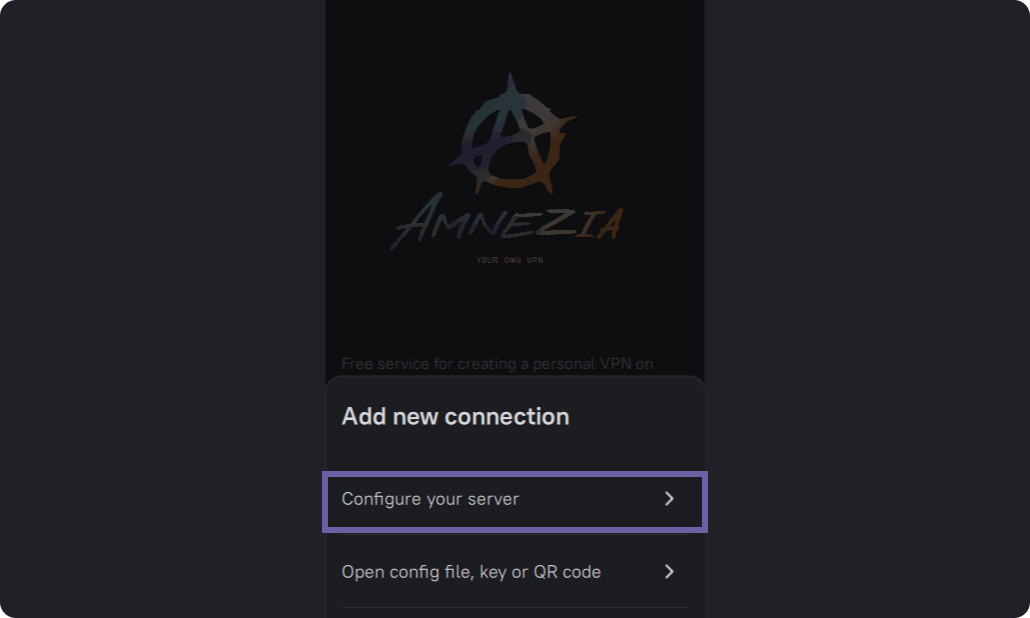 AMNEZIA
YOUR OWN VPN
Free service for creating a personal VPN on
Add new connection
Configure your server
Open config file, key or QR code